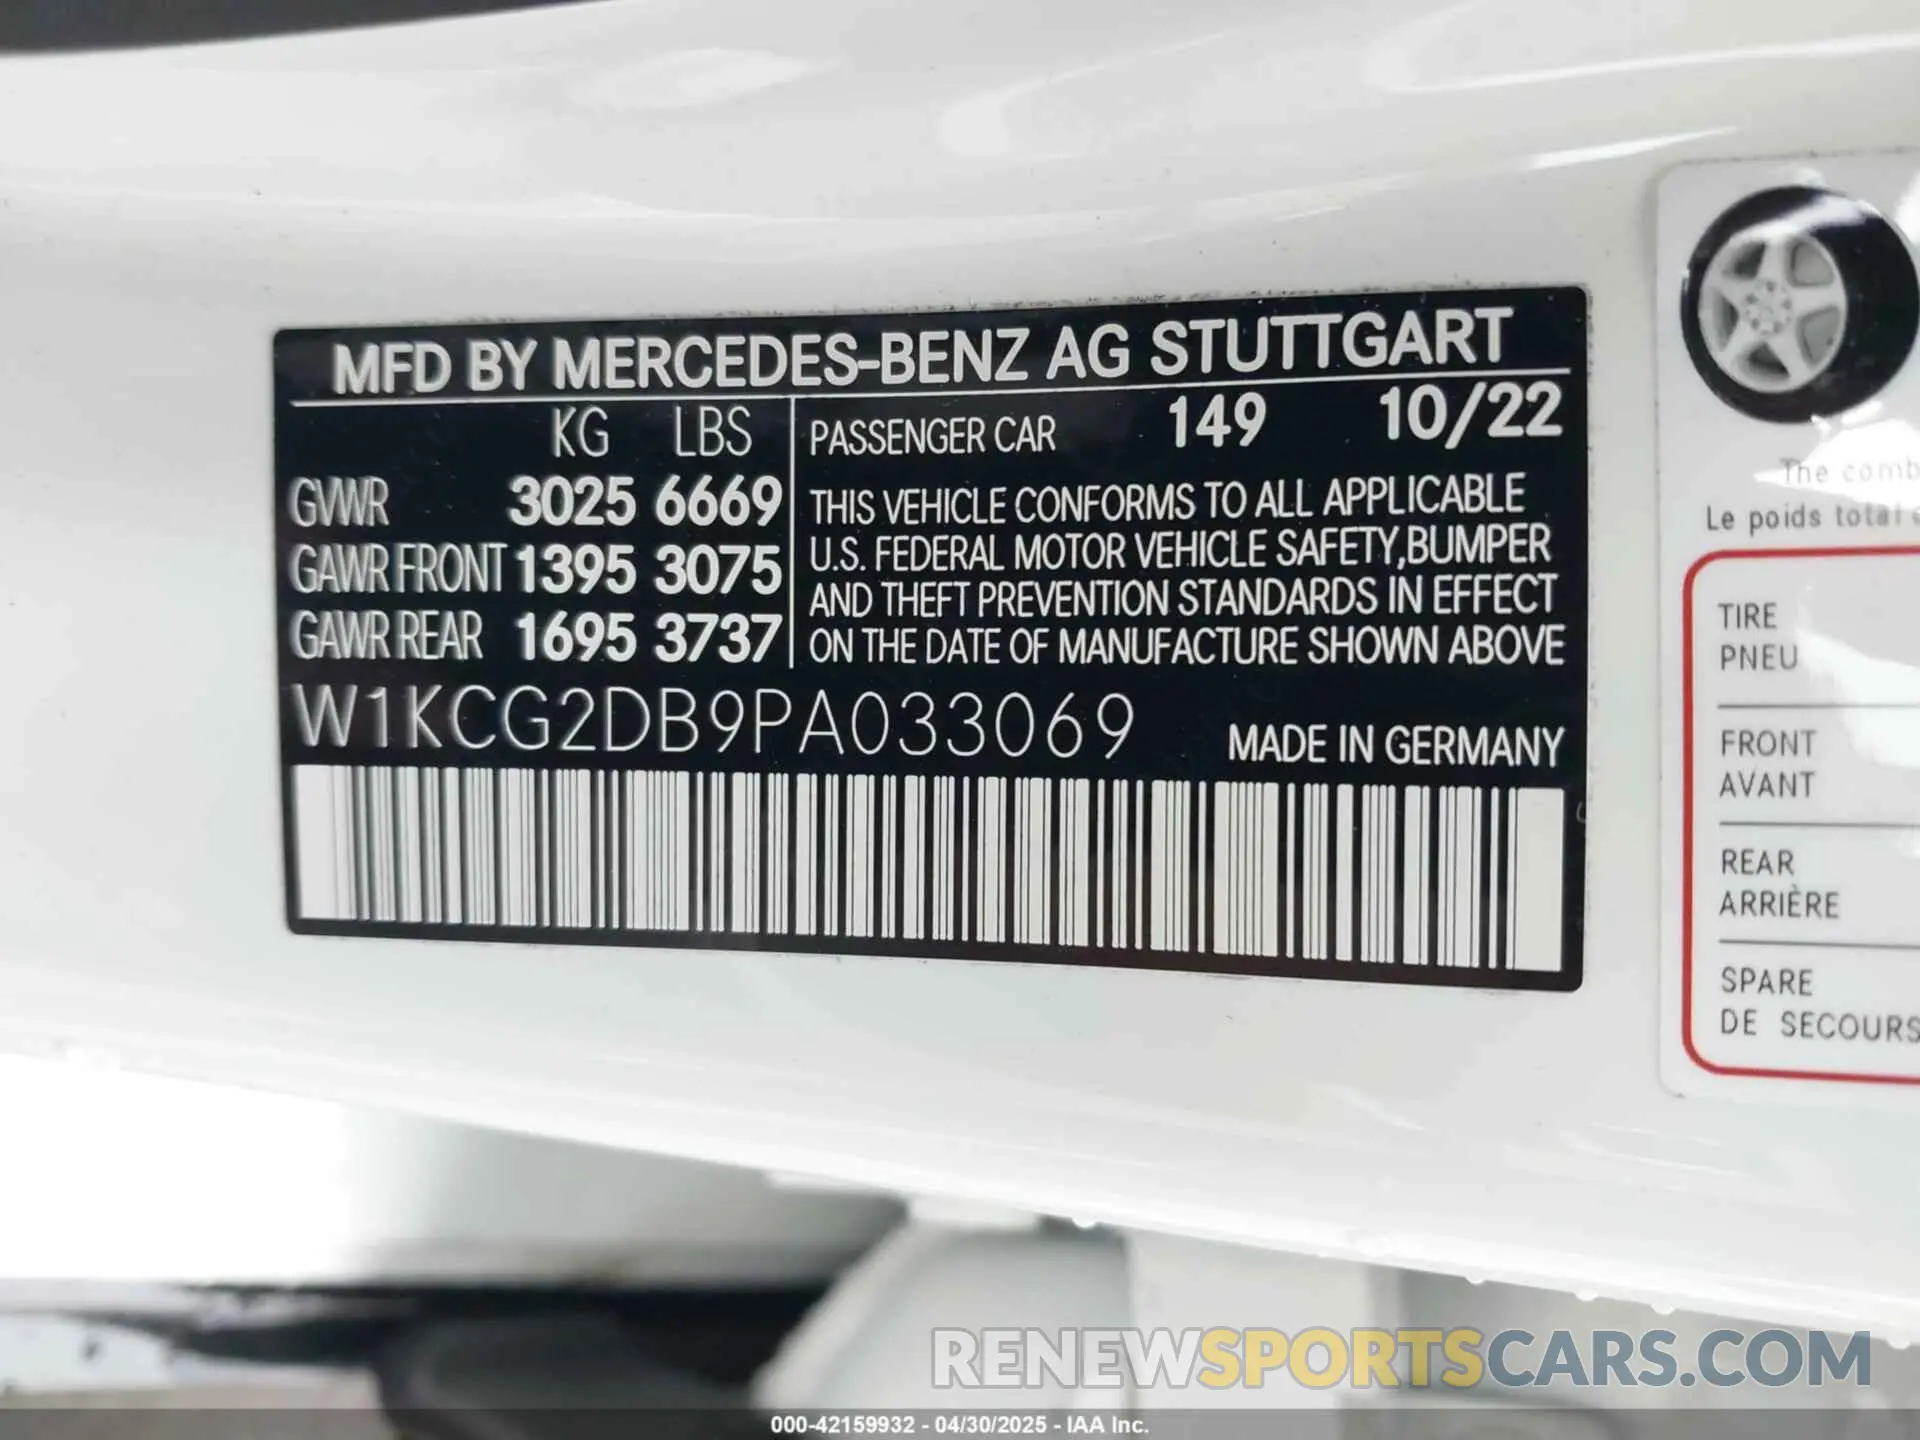 MFD BY MERCEDES-BENZ AG STUTTGART
KG LBS
GVWR 3025 6669
GAWR FRONT 1395 3075
GAWR REAR 1695 3737
PASSENGER CAR 149 10/22
THIS VEHICLE CONFORMS TO ALL APPLICABLE
U.S. FEDERAL MOTOR VEHICLE SAFETY,BUMPER
AND THEFT PREVENTION STANDARDS IN EFFECT
ON THE DATE OF MANUFACTURE SHOWN ABOVE
W1KCG2DB9PA033069
MADE IN GERMANY
The comb
Le poids total
TIRE
PNEU
FRONT
AVANT
REAR
ARRIÈRE
SPARE
DE SECOURS
RENEWSPORTSCARS.COM
000-42159932 - 04/30/2025 - IAA Inc.